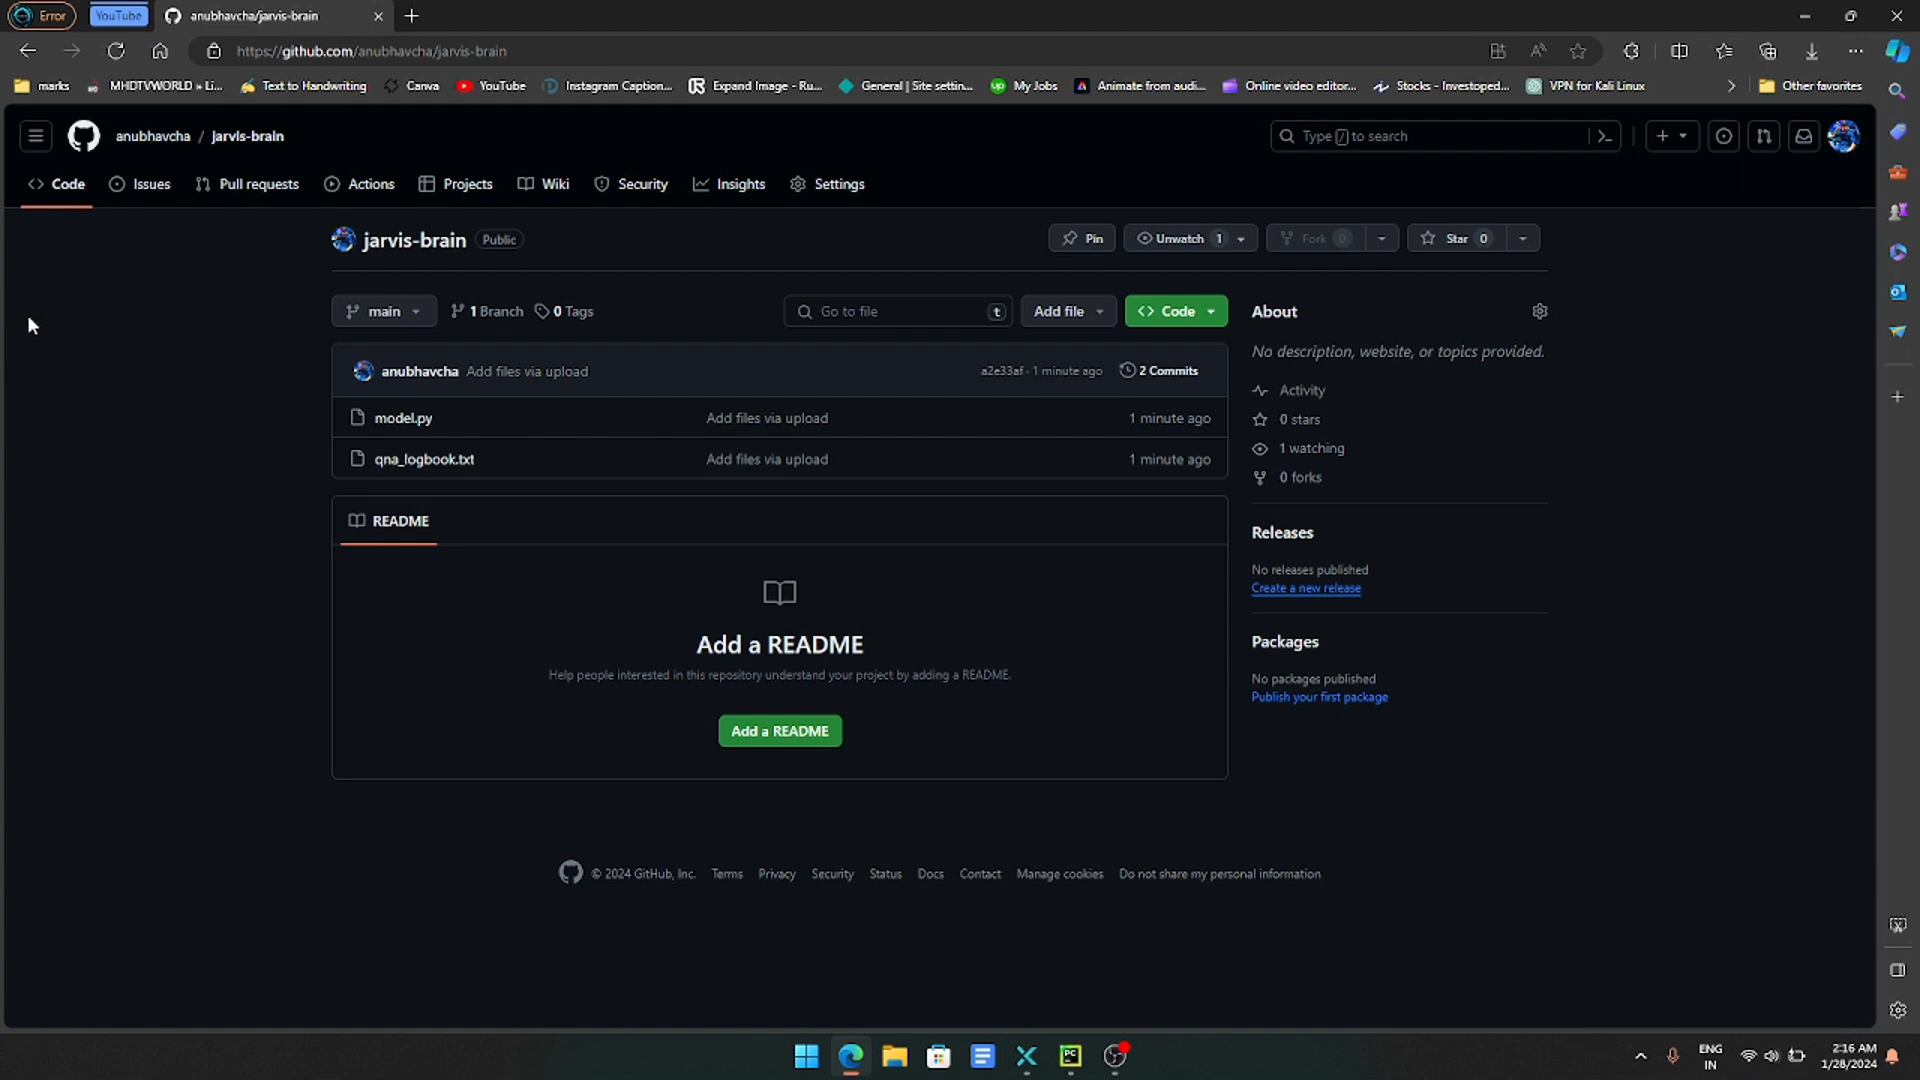 Error YouTube anubhavcha/jarvis-brain
https://github.com/anubhavcha/jarvis-brain
marks MHDTVWORLD » Li... Text to Handwriting Canva YouTube Instagram Caption... Expand Image - Ru... General | Site settin... My Jobs Animate from audi... Online video editor... Stocks - Investoped... VPN for Kali Linux Other favorites
anubhavcha / jarvis-brain Type / to search
Code Issues Pull requests Actions Projects Wiki Security Insights Settings
jarvis-brain Public Pin Unwatch 1 Fork 0 Star 0
main 1 Branch 0 Tags Go to file t Add file Code
anubhavcha Add files via upload a2e33af · 1 minute ago 2 Commits
model.py Add files via upload 1 minute ago
qna_logbook.txt Add files via upload 1 minute ago
README
Add a README
Help people interested in this repository understand your project by adding a README.
Add a README
About
No description, website, or topics provided.
Activity
0 stars
1 watching
0 forks
Releases
No releases published
Create a new release
Packages
No packages published
Publish your first package
© 2024 GitHub, Inc. Terms Privacy Security Status Docs Contact Manage cookies Do not share my personal information
PC
ENG
IN
2:16 AM
1/28/2024